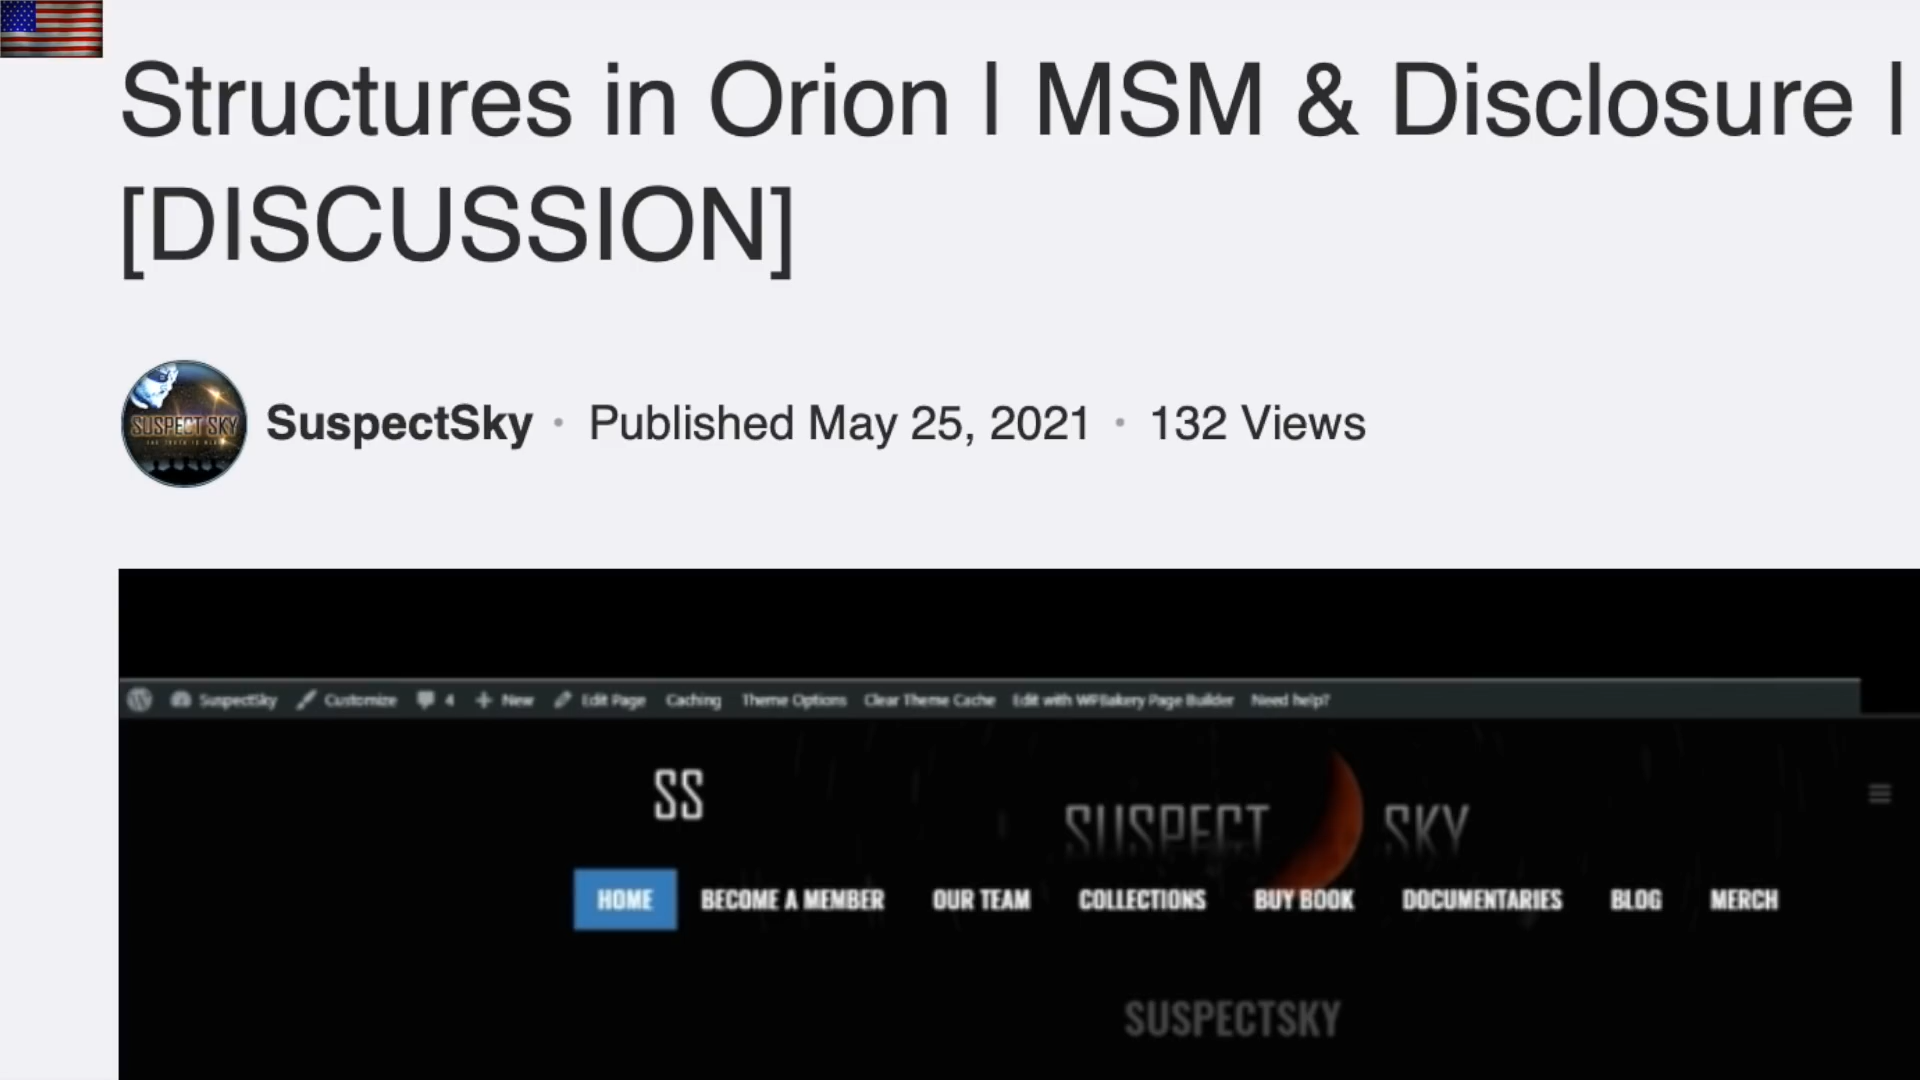 Structures in Orion | MSM & Disclosure |
[DISCUSSION]
SUSPECT SKY
SuspectSky • Published May 25, 2021 • 132 Views
SuspectSky Customize 4 New Edit Page Caching Theme Options Clear Theme Cache Edit with WPBakery Page Builder Need help?
SS
SUSPECT SKY
HOME BECOME A MEMBER OUR TEAM COLLECTIONS BUY BOOK DOCUMENTARIES BLOG MERCH
SUSPECTSKY